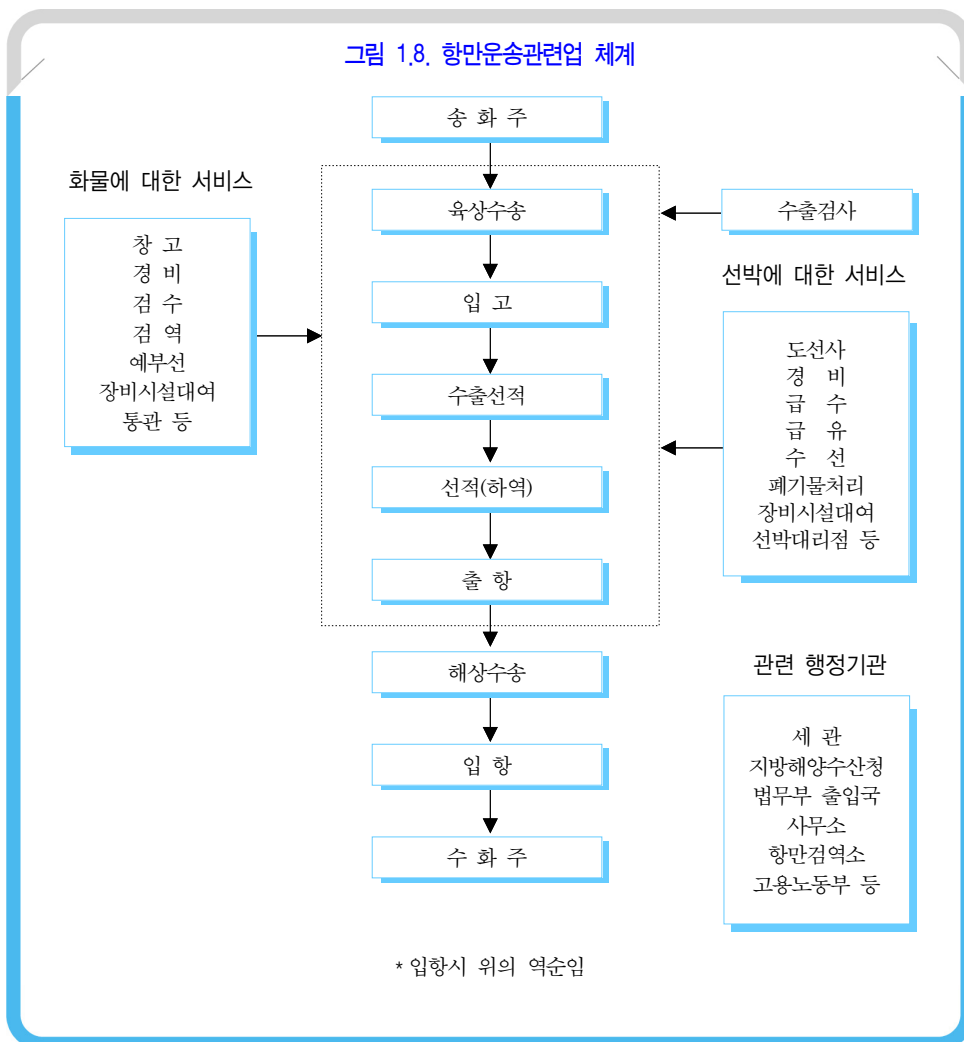 그림 1.8. 항만운송관련업 체계
송 화 주
화물에 대한 서비스
창 고
경 비
검 수
검 역
예부선
장비시설대여
통관 등
육상수송
입 고
수출선적
선적(하역)
출 항
해상수송
입 항
수 화 주
수출검사
선박에 대한 서비스
도선사
경 비
급 수
급 유
수 선
폐기물처리
장비시설대여
선박대리점 등
관련 행정기관
세 관
지방해양수산청
법무부 출입국
사무소
항만검역소
고용노동부 등
* 입항시 위의 역순임